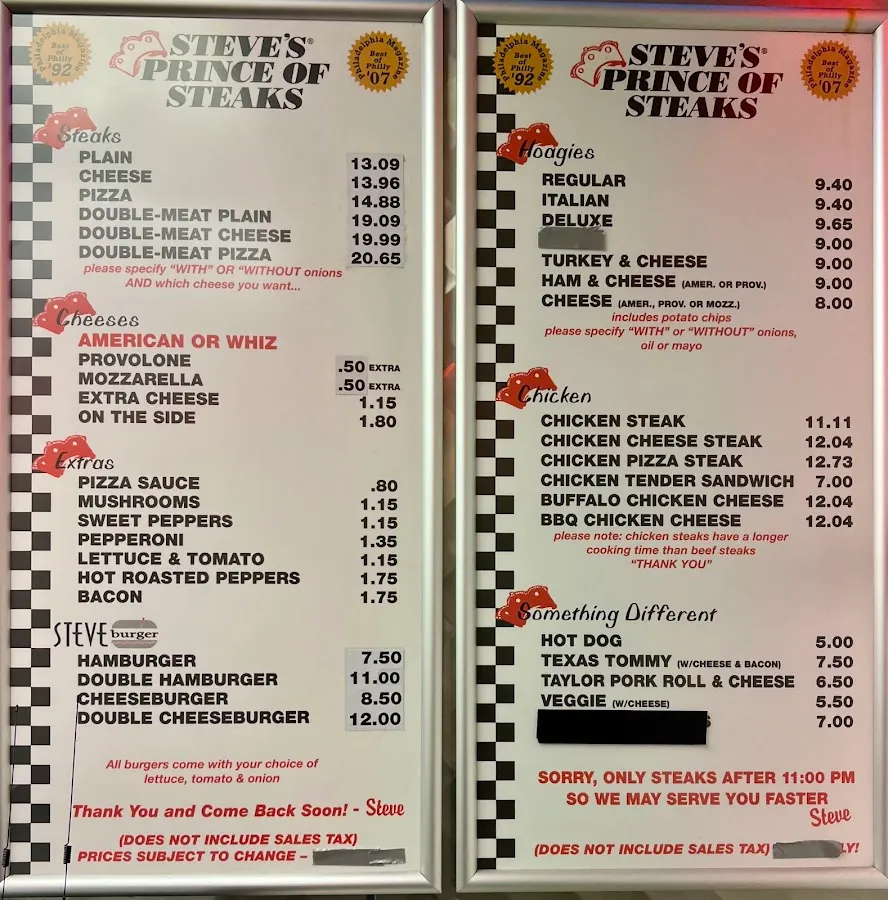 Philadelphia Magazine
Best of Philly
'92
STEVE'S®
PRINCE OF
STEAKS
Philadelphia Magazine
Best of Philly
'07
Steaks
PLAIN 13.09
CHEESE 13.96
PIZZA 14.88
DOUBLE-MEAT PLAIN 19.09
DOUBLE-MEAT CHEESE 19.99
DOUBLE-MEAT PIZZA 20.65
please specify "WITH" OR "WITHOUT onions
AND which cheese you want...
Cheeses
AMERICAN OR WHIZ
PROVOLONE .50 EXTRA
MOZZARELLA .50 EXTRA
EXTRA CHEESE 1.15
ON THE SIDE 1.80
Extras
PIZZA SAUCE .80
MUSHROOMS 1.15
SWEET PEPPERS 1.15
PEPPERONI 1.35
LETTUCE & TOMATO 1.15
HOT ROASTED PEPPERS 1.75
BACON 1.75
STEVE burger
HAMBURGER 7.50
DOUBLE HAMBURGER 11.00
CHEESEBURGER 8.50
DOUBLE CHEESEBURGER 12.00
All burgers come with your choice of
lettuce, tomato & onion
Thank You and Come Back Soon! - Steve
(DOES NOT INCLUDE SALES TAX)
PRICES SUBJECT TO CHANGE –
Philadelphia Magazine
Best of Philly
'92
STEVE'S®
PRINCE OF
STEAKS
Philadelphia Magazine
Best of Philly
'07
Hoagies
REGULAR 9.40
ITALIAN 9.40
DELUXE 9.65
9.00
TURKEY & CHEESE 9.00
HAM & CHEESE (AMER. OR PROV.) 9.00
CHEESE (AMER., PROV. OR MOZZ.) 8.00
includes potato chips
please specify "WITH" or "WITHOUT" onions,
oil or mayo
Chicken
CHICKEN STEAK 11.11
CHICKEN CHEESE STEAK 12.04
CHICKEN PIZZA STEAK 12.73
CHICKEN TENDER SANDWICH 7.00
BUFFALO CHICKEN CHEESE 12.04
BBQ CHICKEN CHEESE 12.04
please note: chicken steaks have a longer
cooking time than beef steaks
"THANK YOU"
Something Different
HOT DOG 5.00
TEXAS TOMMY (W/CHEESE & BACON) 7.50
TAYLOR PORK ROLL & CHEESE 6.50
VEGGIE (W/CHEESE) 5.50
7.00
SORRY, ONLY STEAKS AFTER 11:00 PM
SO WE MAY SERVE YOU FASTER
Steve
(DOES NOT INCLUDE SALES TAX) LY!